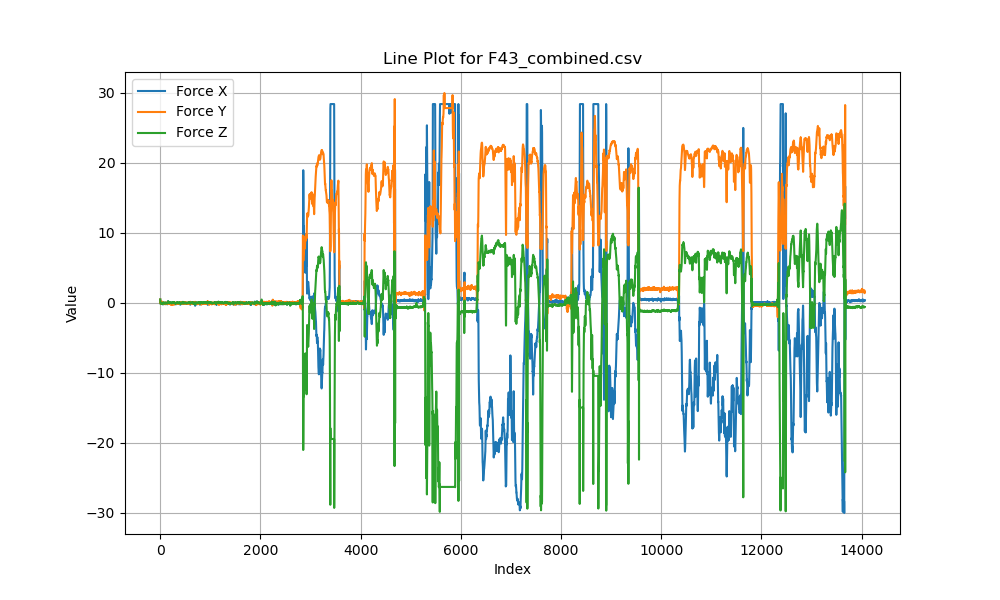 Line Plot for F43_combined.csv
Force X
Force Y
Force Z
30
20
10
0
−10
−20
−30
Value
0 2000 4000 6000 8000 10000 12000 14000
Index